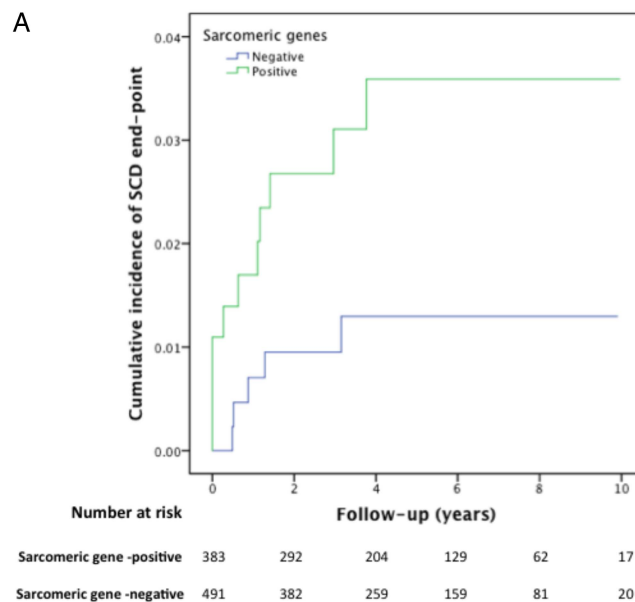 A
Sarcomeric genes
Negative
Positive
Cumulative incidence of SCD end-point
0.04
0.03
0.02
0.01
0.00
0 2 4 6 8 10
Number at risk
Follow-up (years)
Sarcomeric gene -positive 383 292 204 129 62 17
Sarcomeric gene -negative 491 382 259 159 81 20